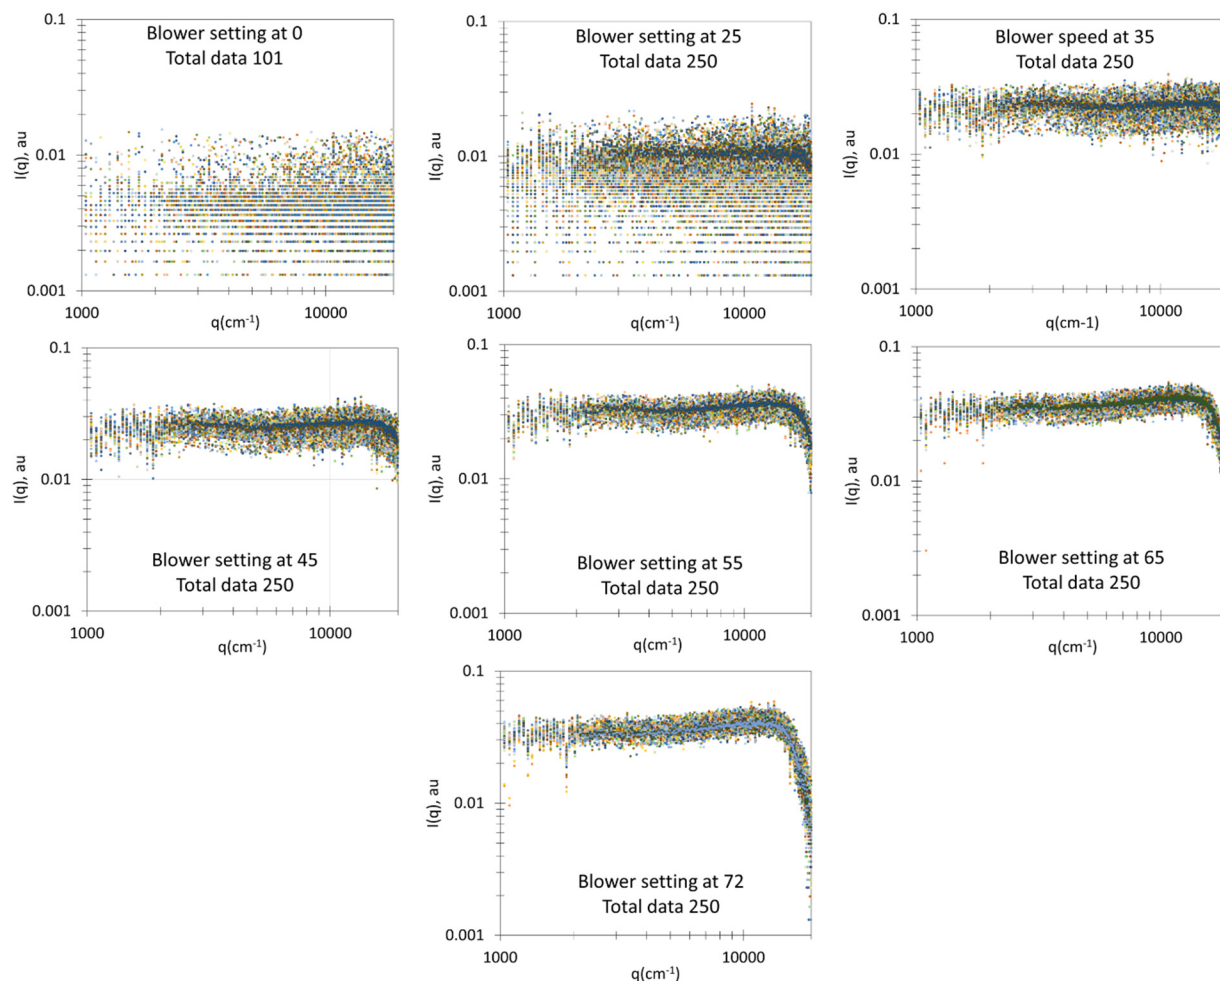 0.1
Blower setting at 0
Total data 101
I(q), au
0.01
0.001
1000
10000
q(cm-1)
0.1
Blower setting at 25
Total data 250
I(q), au
0.01
0.001
1000
10000
q(cm-1)
0.1
Blower speed at 35
Total data 250
I(q), au
0.01
0.001
1000
10000
q(cm-1)
0.1
I(q), au
0.01
Blower setting at 45
Total data 250
0.001
1000
10000
q(cm-1)
0.1
I(q), au
0.01
Blower setting at 55
Total data 250
0.001
1000
10000
q(cm-1)
0.1
I(q), au
0.01
Blower setting at 65
Total data 250
0.001
1000
10000
q(cm-1)
0.1
I(q), au
0.01
Blower setting at 72
Total data 250
0.001
1000
10000
q(cm-1)